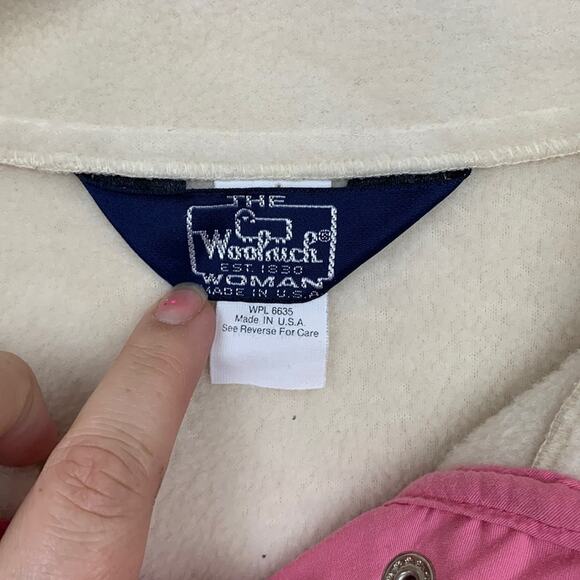 THE
Woolrich®
EST. 1830
WOMAN
MADE IN U.S.A.
WPL 6635
Made IN U.S.A.
See Reverse For Care